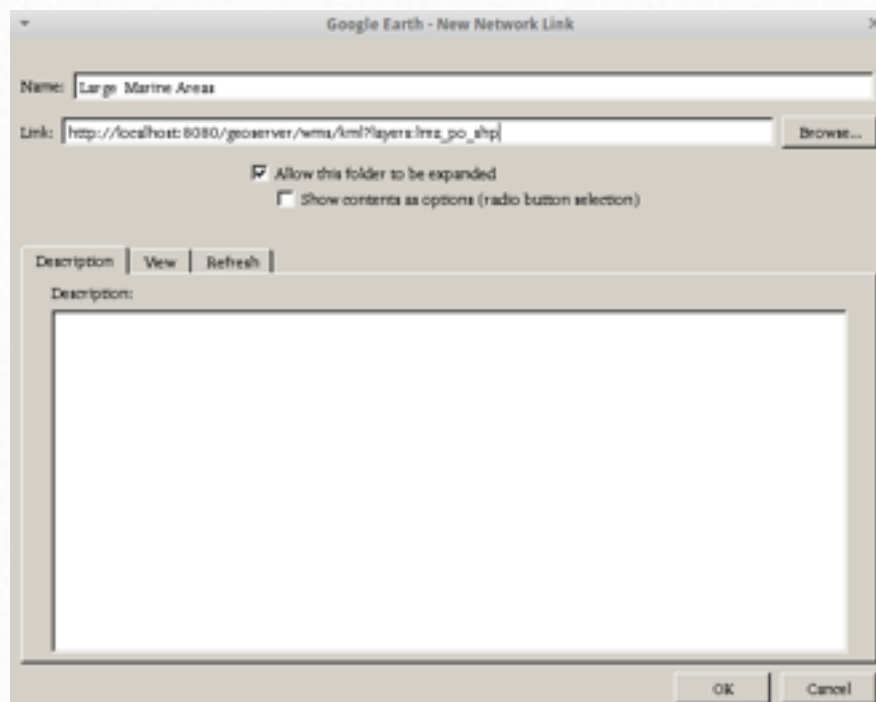 Google Earth - New Network Link
Name: Large Marine Areas
Link: http://localhost:8080/geoserver/wms/kml?layers:lme_po_shp
Browse...
Allow this folder to be expanded
Show contents as options (radio button selection)
Description View Refresh
Description:
OK Cancel